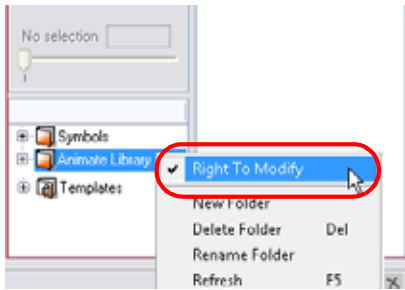 No selection
Symbols
Animate Library
Templates
Right To Modify
New Folder
Delete Folder Del
Rename Folder
Refresh F5